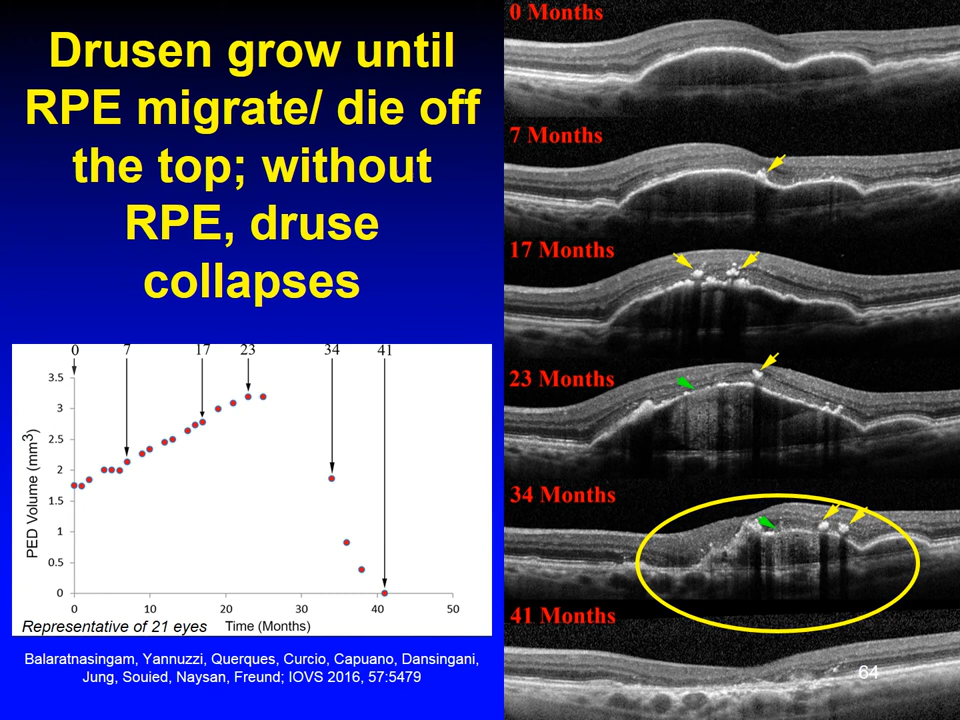 Drusen grow until
RPE migrate/ die off
the top; without
RPE, druse
collapses
0 7 17 23 34 41
3.5
3
2.5
2
1.5
1
0.5
0
PED Volume (mm3)
0 10 20 30 40 50
Representative of 21 eyes Time (Months)
Balaratnasingam, Yannuzzi, Querques, Curcio, Capuano, Dansingani,
Jung, Souied, Naysan, Freund; IOVS 2016, 57:5479
0 Months
7 Months
17 Months
23 Months
34 Months
41 Months
64